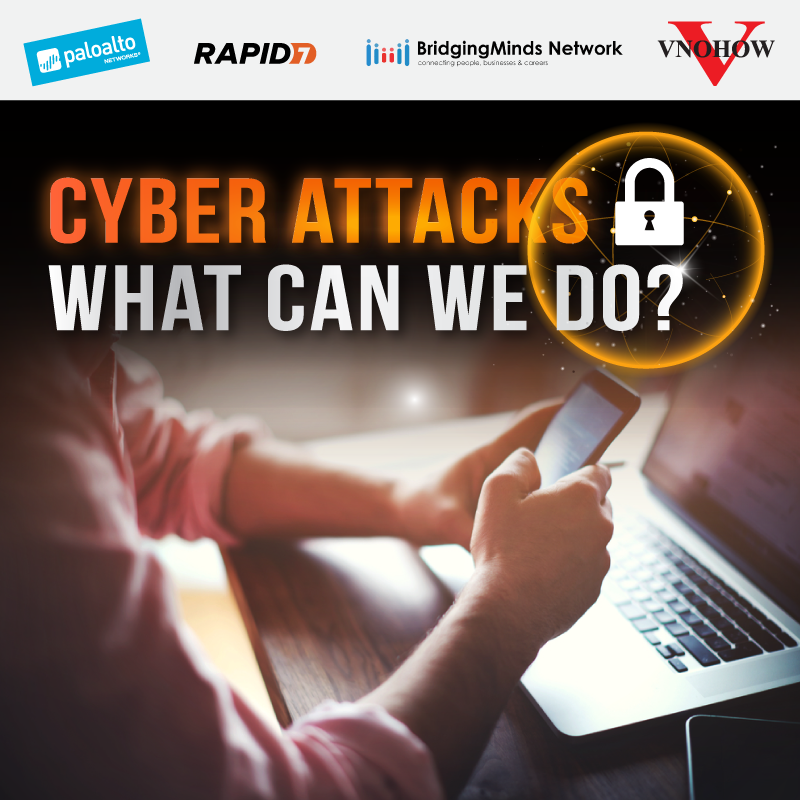 paloalto
NETWORKS®
RAPID7
BridgingMinds Network
connecting people, businesses & careers
VNOHOW
CYBER ATTACKS
WHAT CAN WE DO?